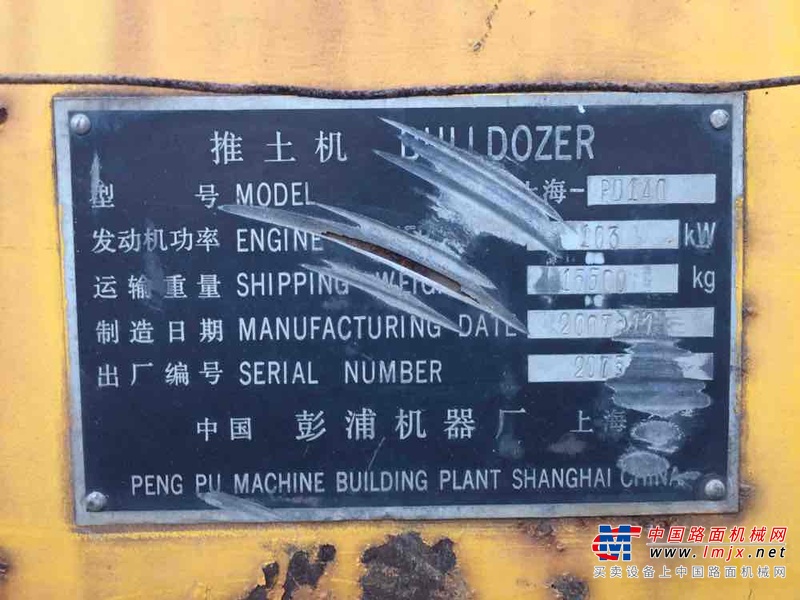 推土机 BULLDOZER
型 号 MODEL 上海-PD140
发动机功率 ENGINE 103 kW
运输重量 SHIPPING WEIGHT kg
制造日期 MANUFACTURING DATE 2007
出厂编号 SERIAL NUMBER
中国 彭浦机器厂 上海
PENG PU MACHINE BUILDING PLANT SHANGHAI CHINA
中国路面机械网
www.lmjx.net
买卖设备上中国路面机械网